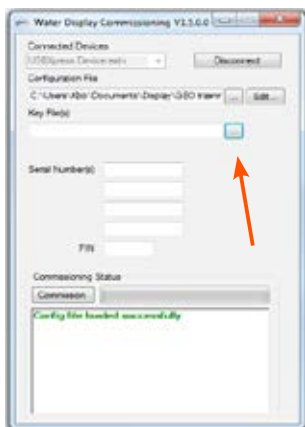 Water Display Commissioning V1.5.0.0
Connected Devices
Disconnect
Configuration File
C:\Users\ \Documents\Display\ ... Edit...
Key File(s)
...
Serial Number(s)
PIN
Commissioning Status
Commission
Config file loaded successfully